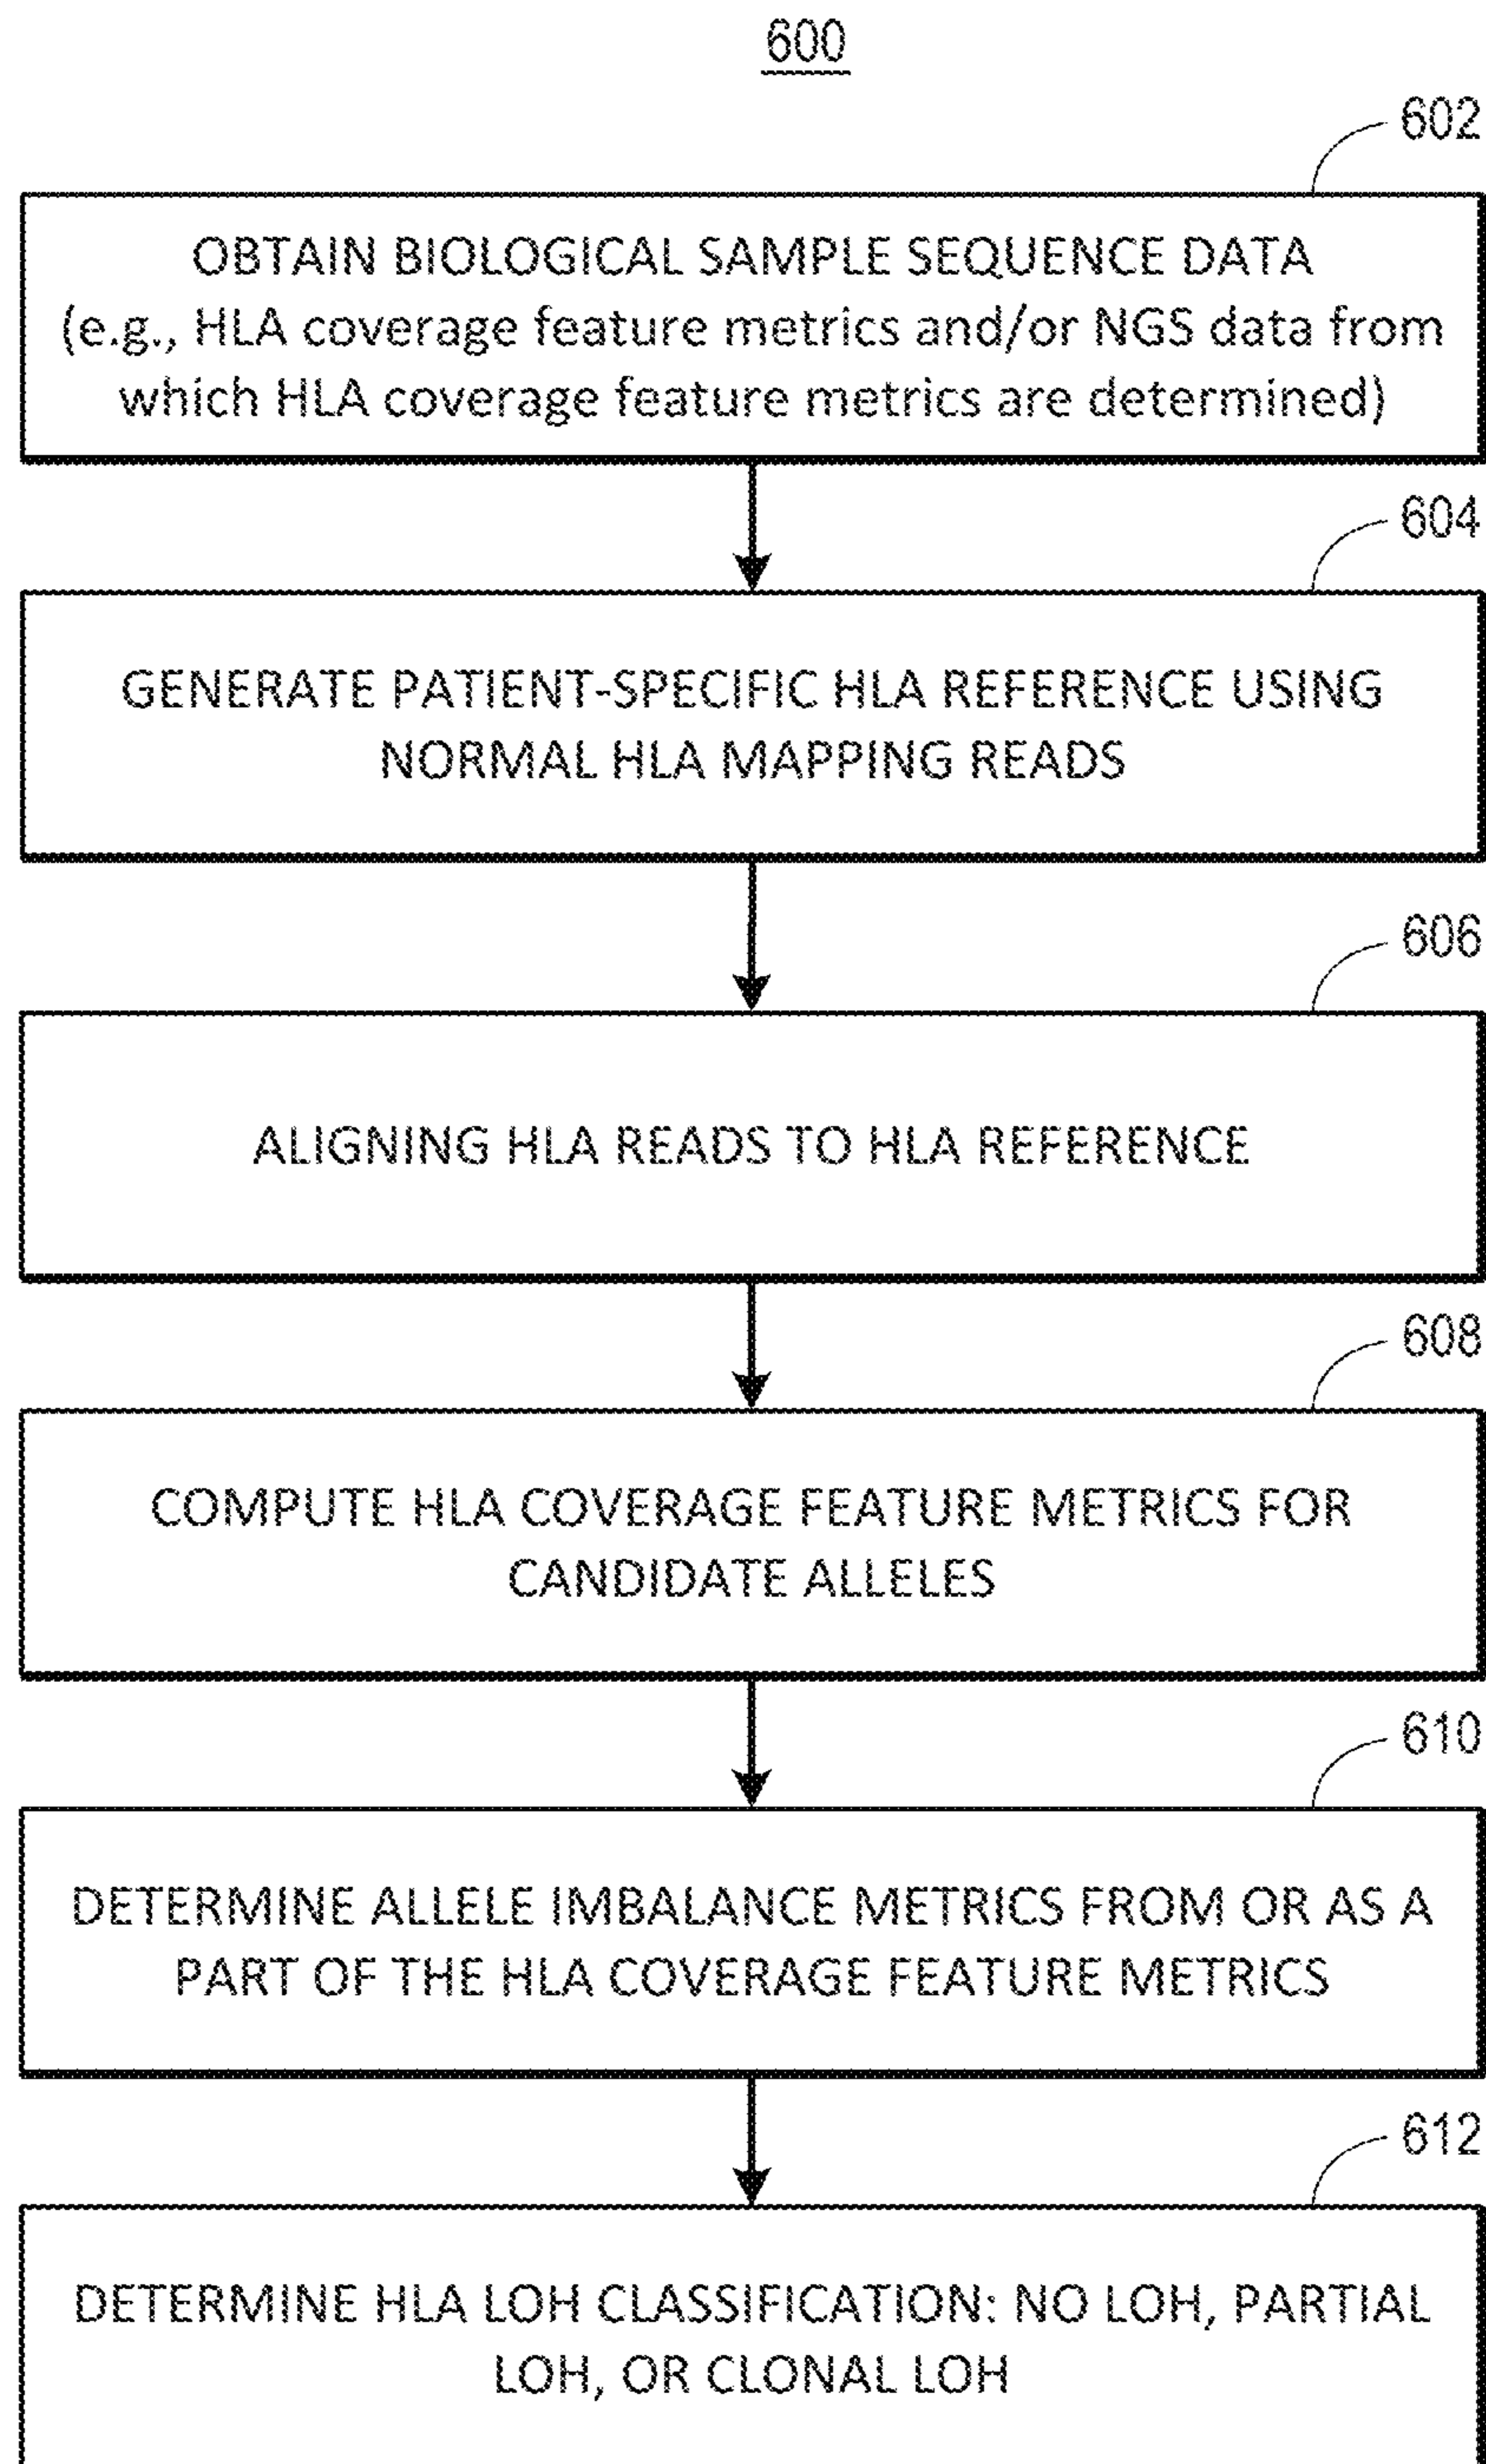 600
602
OBTAIN BIOLOGICAL SAMPLE SEQUENCE DATA
(e.g., HLA coverage feature metrics and/or NGS data from
which HLA coverage feature metrics are determined)
604
GENERATE PATIENT-SPECIFIC HLA REFERENCE USING
NORMAL HLA MAPPING READS
606
ALIGNING HLA READS TO HLA REFERENCE
608
COMPUTE HLA COVERAGE FEATURE METRICS FOR
CANDIDATE ALLELES
610
DETERMINE ALLELE IMBALANCE METRICS FROM OR AS A
PART OF THE HLA COVERAGE FEATURE METRICS
612
DETERMINE HLA LOH CLASSIFICATION: NO LOH, PARTIAL
LOH, OR CLONAL LOH